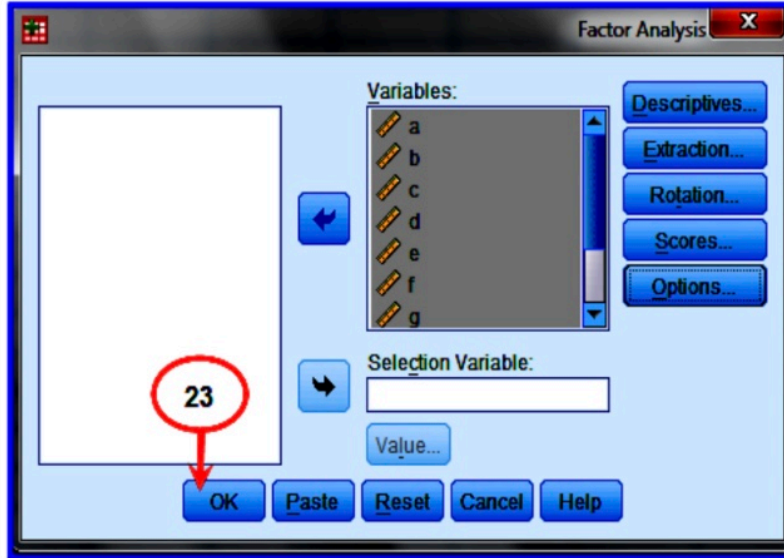 Factor Analysis
X
Variables:
a
b
c
d
e
f
g
Descriptives...
Extraction...
Rotation...
Scores...
Options...
Selection Variable:
Value...
23
OK
Paste
Reset
Cancel
Help